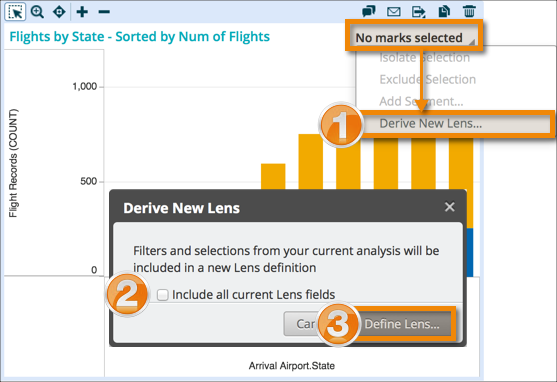 Flights by State - Sorted by Num of Flights
No marks selected
Isolate Selection
Exclude Selection
Add Segment...
1
Derive New Lens...
Flight Records (COUNT)
1,000
500
0
Derive New Lens
Filters and selections from your current analysis will be
included in a new Lens definition
2
Include all current Lens fields
3
Define Lens...
Arrival Airport.State